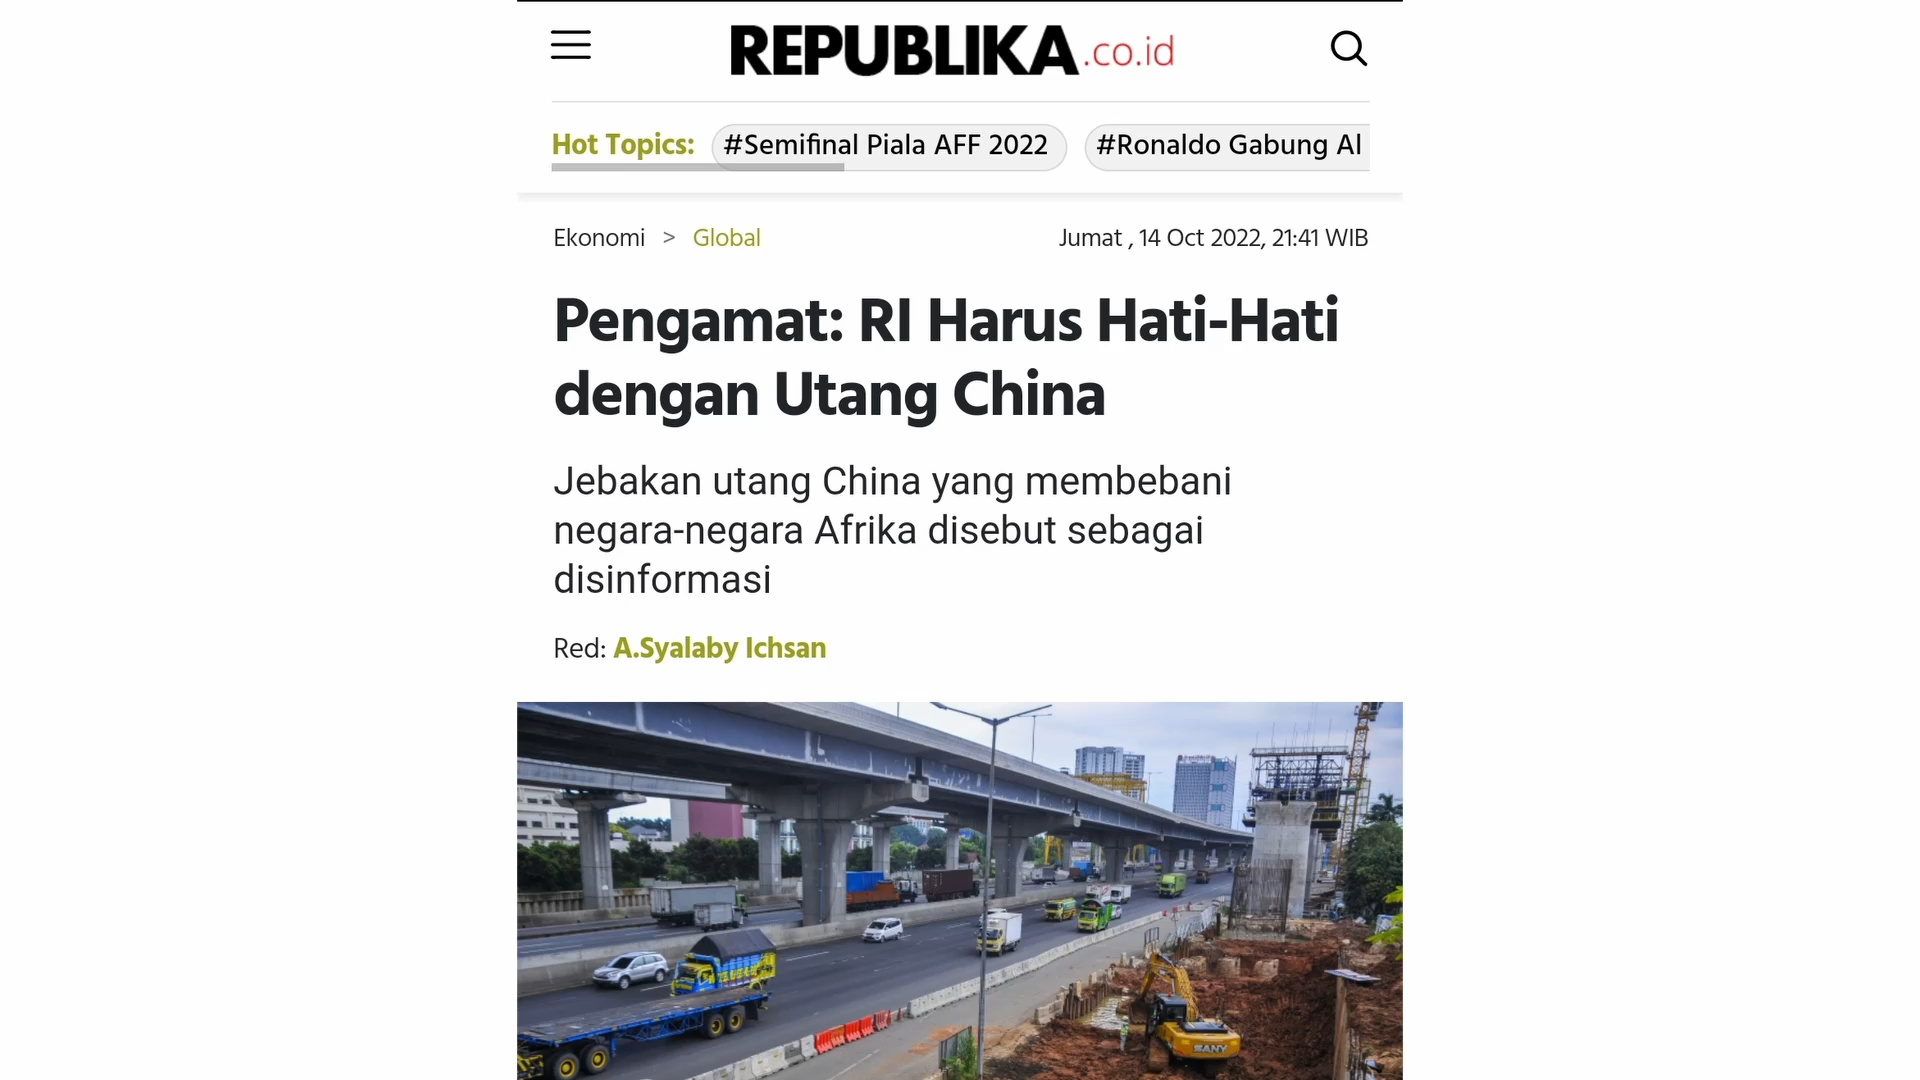 REPUBLIKA.co.id
Hot Topics: #Semifinal Piala AFF 2022 #Ronaldo Gabung Al
Ekonomi > Global Jumat , 14 Oct 2022, 21:41 WIB
Pengamat: RI Harus Hati-Hati
dengan Utang China
Jebakan utang China yang membebani
negara-negara Afrika disebut sebagai
disinformasi
Red: A.Syalaby Ichsan
SANY